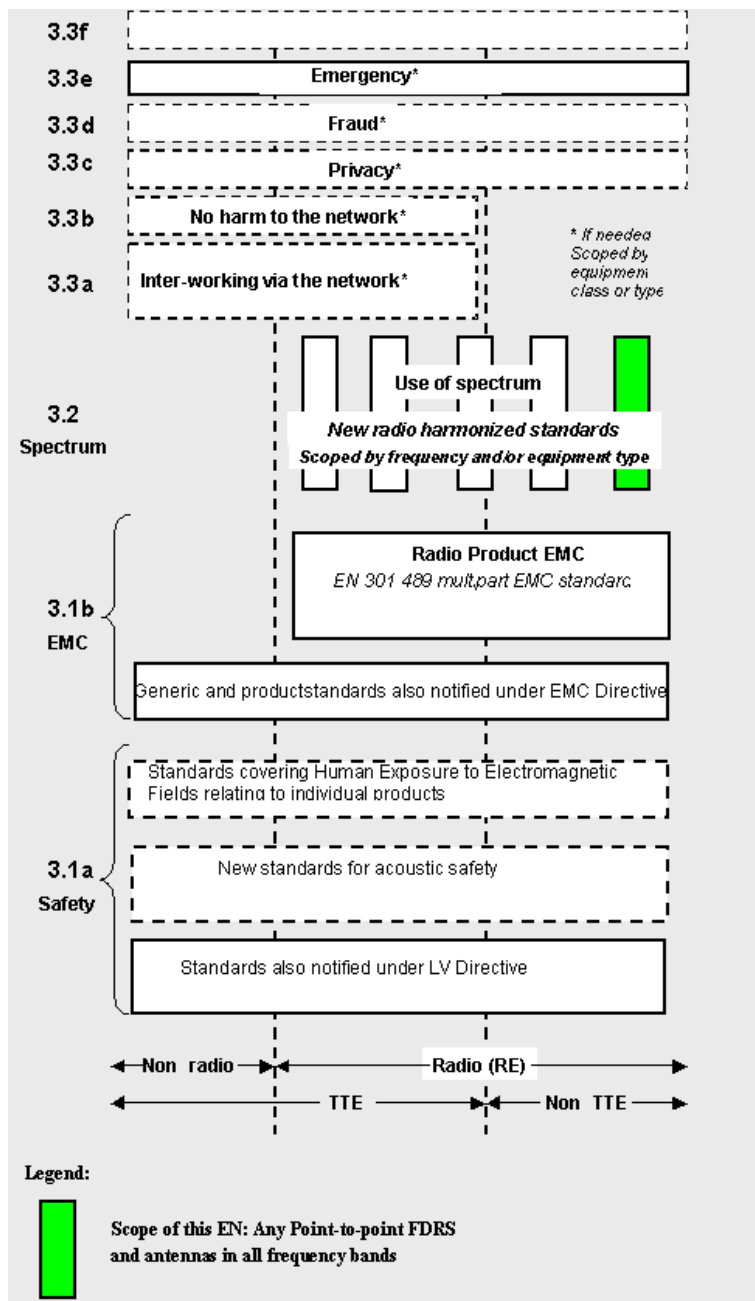 3.3f
3.3e
Emergency*
3.3d
Fraud*
3.3c
Privacy*
3.3b
No harm to the network*
3.3a
Inter-working via the network*
* If needed
Scoped by
equipment
class or type
3.2
Spectrum
Use of spectrum
New radio harmonized standards
Scoped by frequency and/or equipment type
3.1b
EMC
Radio Product EMC
EN 301 489 multipart EMC standard
Generic and productstandards also notified under EMC Directive
3.1a
Safety
Standards covering Human Exposure to Electromagnetic
Fields relating to individual products
New standards for acoustic safety
Standards also notified under LV Directive
Non radio
Radio (RE)
TTE
Non TTE
Legend:
Scope of this EN: Any Point-to-point FDRS
and antennas in all frequency bands